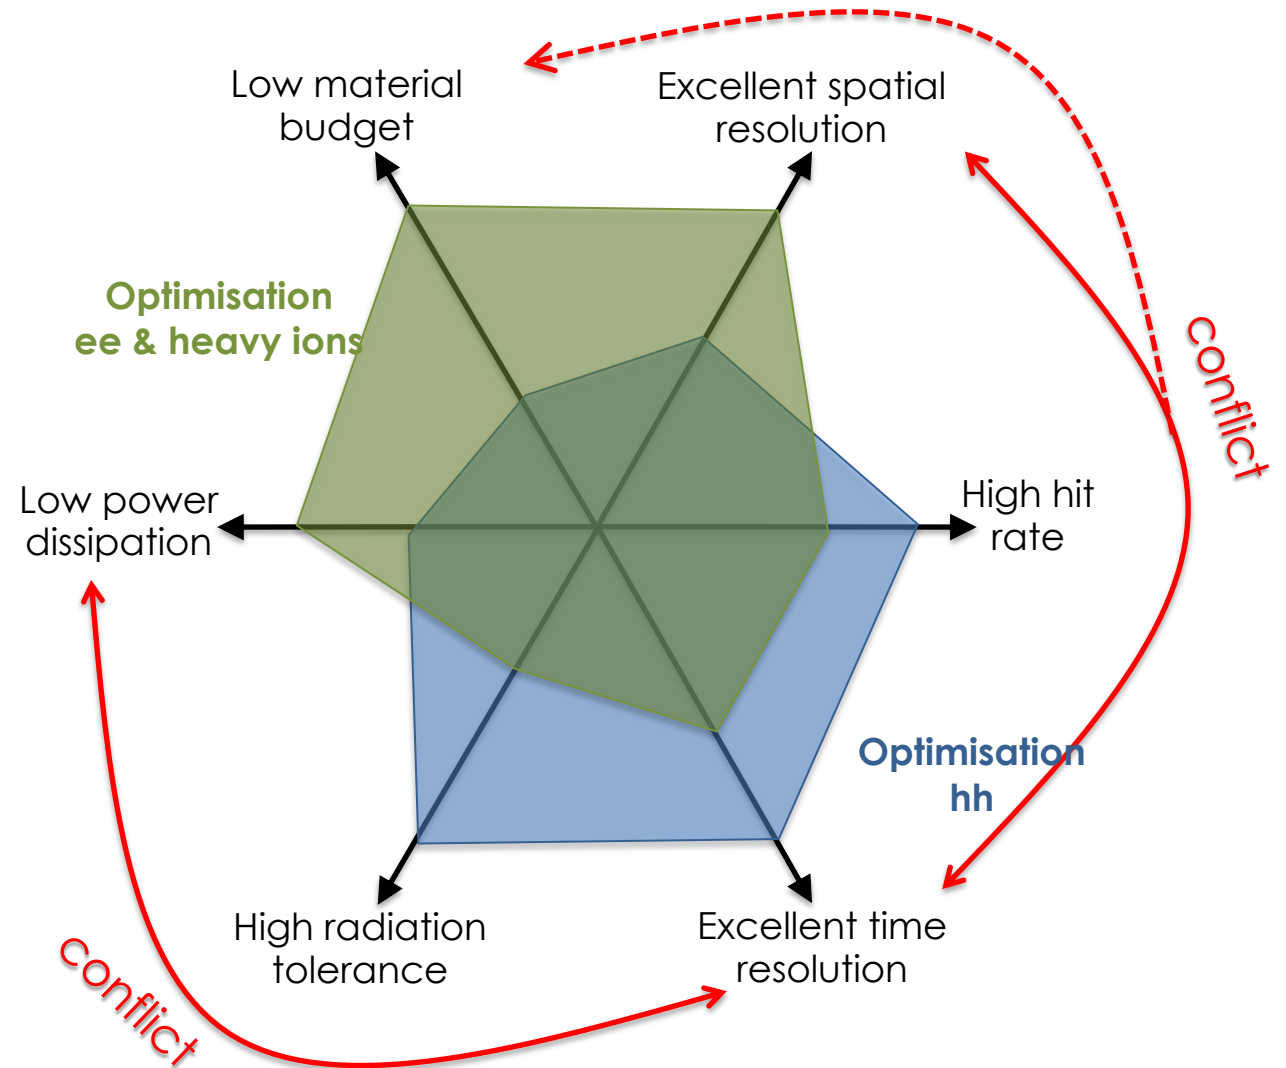 Low material
budget
Excellent spatial
resolution
Optimisation
ee & heavy ions
conflict
Low power
dissipation
High hit
rate
Optimisation
hh
High radiation
tolerance
Excellent time
resolution
conflict